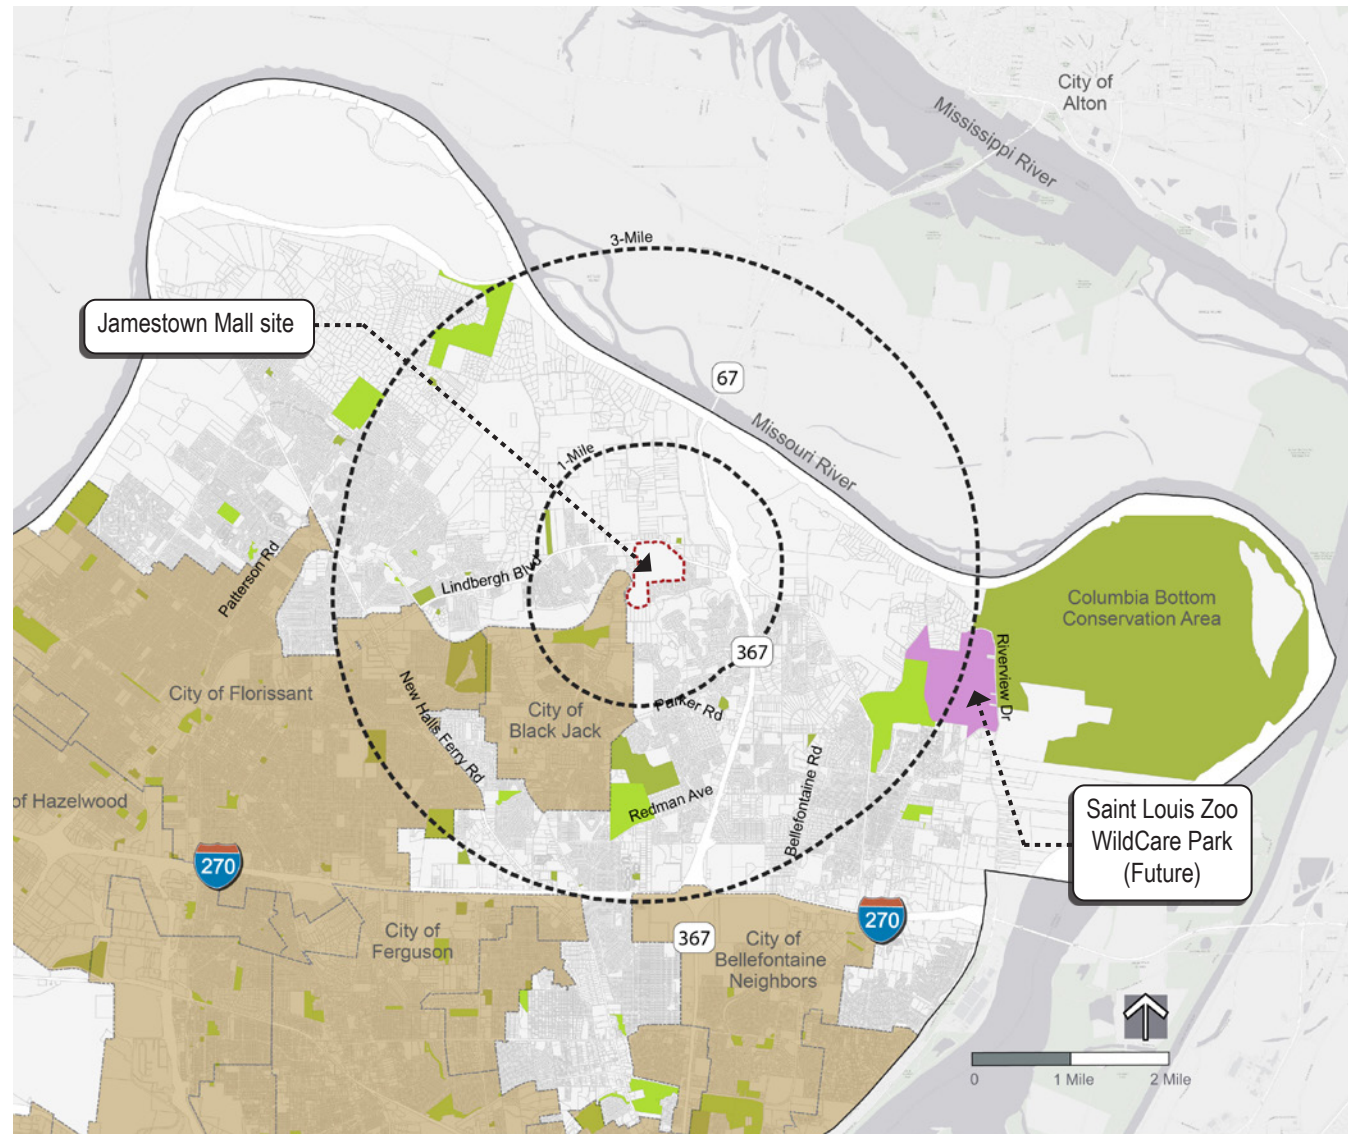 City of
Alton
Mississippi River
3-Mile
Jamestown Mall site
67
Missouri River
1-Mile
Lindbergh Blvd
Patterson Rd
Columbia Bottom
Conservation Area
Riverview Dr
367
City of Florissant
New Halls Ferry Rd
City of
Black Jack
Parker Rd
Bellefontaine Rd
Redman Ave
of Hazelwood
Saint Louis Zoo
WildCare Park
(Future)
270
270
City of
Ferguson
367
City of
Bellefontaine
Neighbors
0
1 Mile
2 Mile